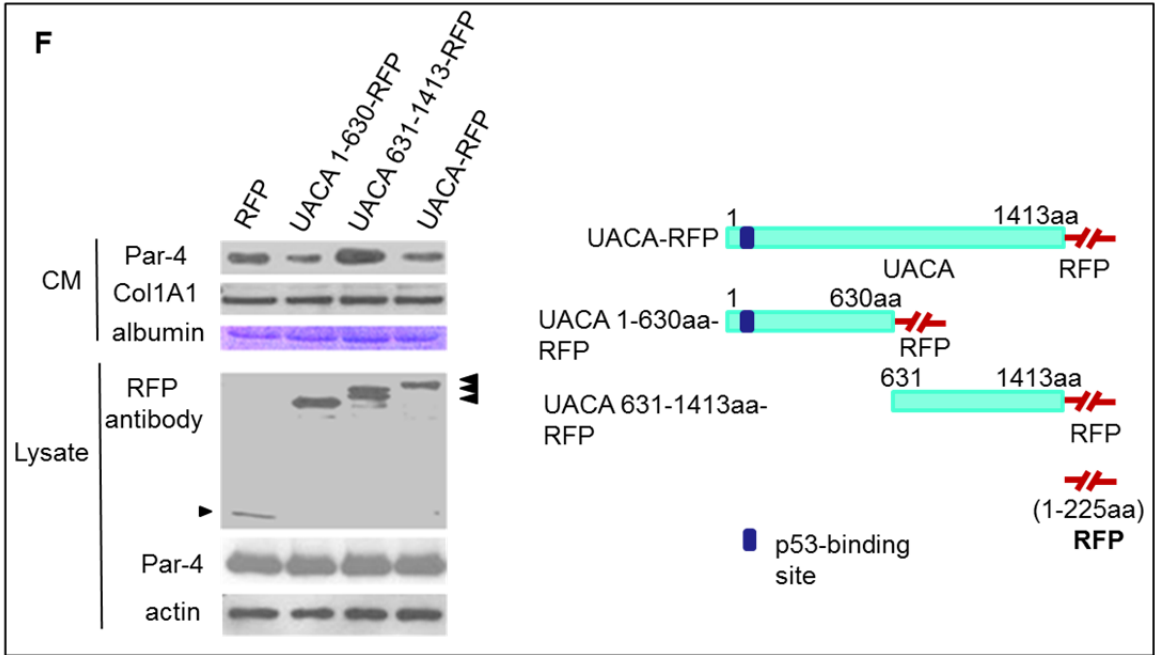 F
RFP
UACA 1-630-RFP
UACA 631-1413-RFP
UACA-RFP
CM
Par-4
Col1A1
albumin
Lysate
RFP
antibody
Par-4
actin
1
1413aa
UACA-RFP
UACA
RFP
1
630aa
UACA 1-630aa-
RFP
RFP
631
1413aa
UACA 631-1413aa-
RFP
RFP
(1-225aa)
RFP
p53-binding
site